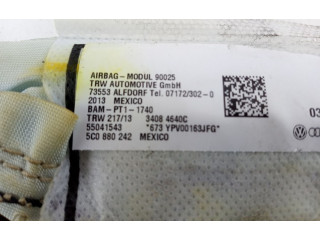 AIRBAG-MODUL 90025
TRW AUTOMOTIVE GmbH
73553 ALFDORF Tel. 07172/302-0
2013 MEXICO
BAM-PT1-1740
TRW 217/13 3408 4640C
55041543 *673 YPV00163JFG*
5C0 880 242 MEXICO
03